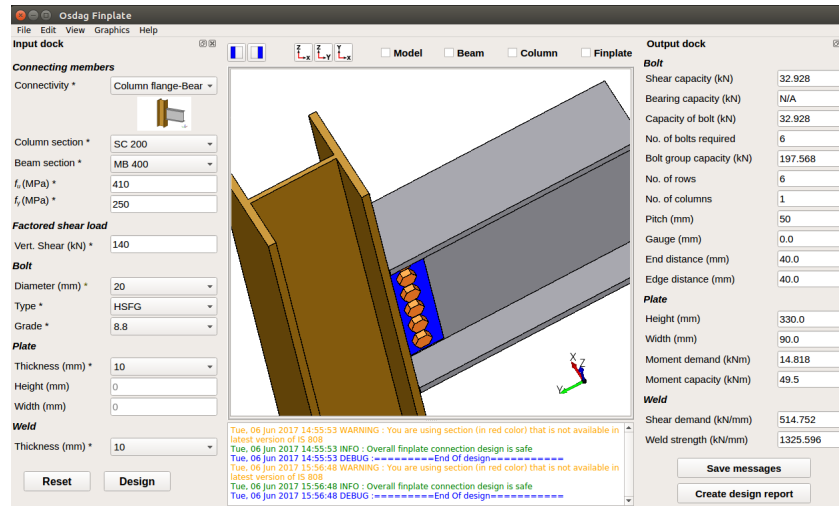 Osdag Finplate
File Edit View Graphics Help
Input dock
Connecting members
Connectivity * Column flange-Bear
Column section * SC 200
Beam section * MB 400
fu (MPa) * 410
fy (MPa) * 250
Factored shear load
Vert. Shear (kN) * 140
Bolt
Diameter (mm) * 20
Type * HSFG
Grade * 8.8
Plate
Thickness (mm) * 10
Height (mm) 0
Width (mm) 0
Weld
Thickness (mm) * 10
Reset Design
Z x Z Y Y x Model Beam Column Finplate
X Z Y
Tue, 06 Jun 2017 14:55:53 WARNING : You are using section (in red color) that is not available in
latest version of IS 808
Tue, 06 Jun 2017 14:55:53 INFO : Overall finplate connection design is safe
Tue, 06 Jun 2017 14:55:53 DEBUG :=========End Of design===========
Tue, 06 Jun 2017 15:56:48 WARNING : You are using section (in red color) that is not available in
latest version of IS 808
Tue, 06 Jun 2017 15:56:48 INFO : Overall finplate connection design is safe
Tue, 06 Jun 2017 15:56:48 DEBUG :=========End Of design===========
Output dock
Bolt
Shear capacity (kN) 32.928
Bearing capacity (kN) N/A
Capacity of bolt (kN) 32.928
No. of bolts required 6
Bolt group capacity (kN) 197.568
No. of rows 6
No. of columns 1
Pitch (mm) 50
Gauge (mm) 0.0
End distance (mm) 40.0
Edge distance (mm) 40.0
Plate
Height (mm) 330.0
Width (mm) 90.0
Moment demand (kNm) 14.818
Moment capacity (kNm) 49.5
Weld
Shear demand (kN/mm) 514.752
Weld strength (kN/mm) 1325.596
Save messages
Create design report